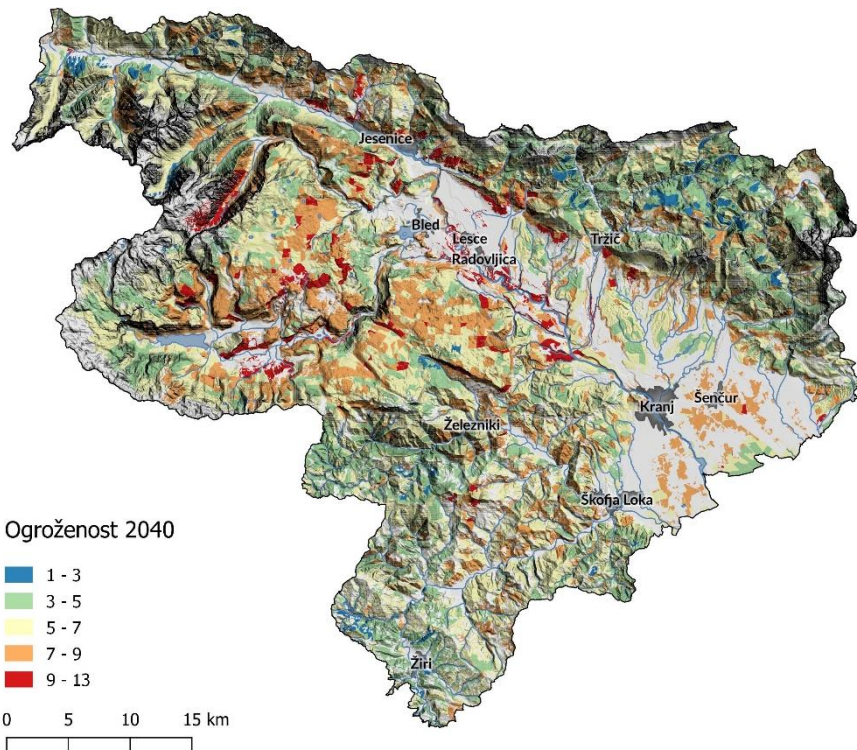 Jesenice
Bled
Lesce
Radovljica
Tržič
Kranj
Šenčur
Železniki
Škofja Loka
Žiri
Ogroženost 2040
1 - 3
3 - 5
5 - 7
7 - 9
9 - 13
0 5 10 15 km